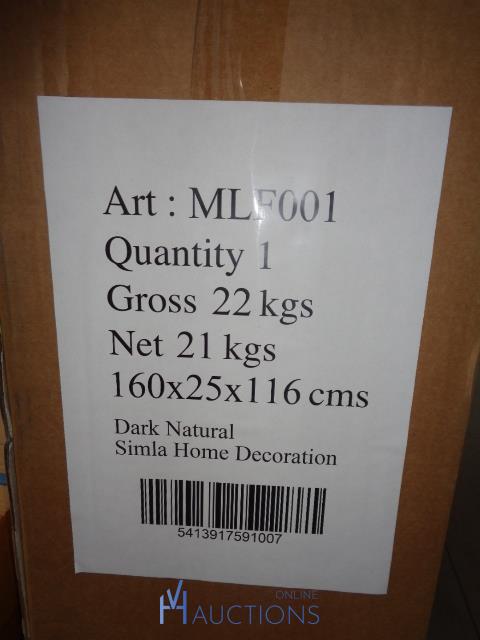 Art : MLF001
Quantity 1
Gross 22 kgs
Net 21 kgs
160x25x116 cms
Dark Natural
Simla Home Decoration
5413917591007
ONLINE
AUCTIONS